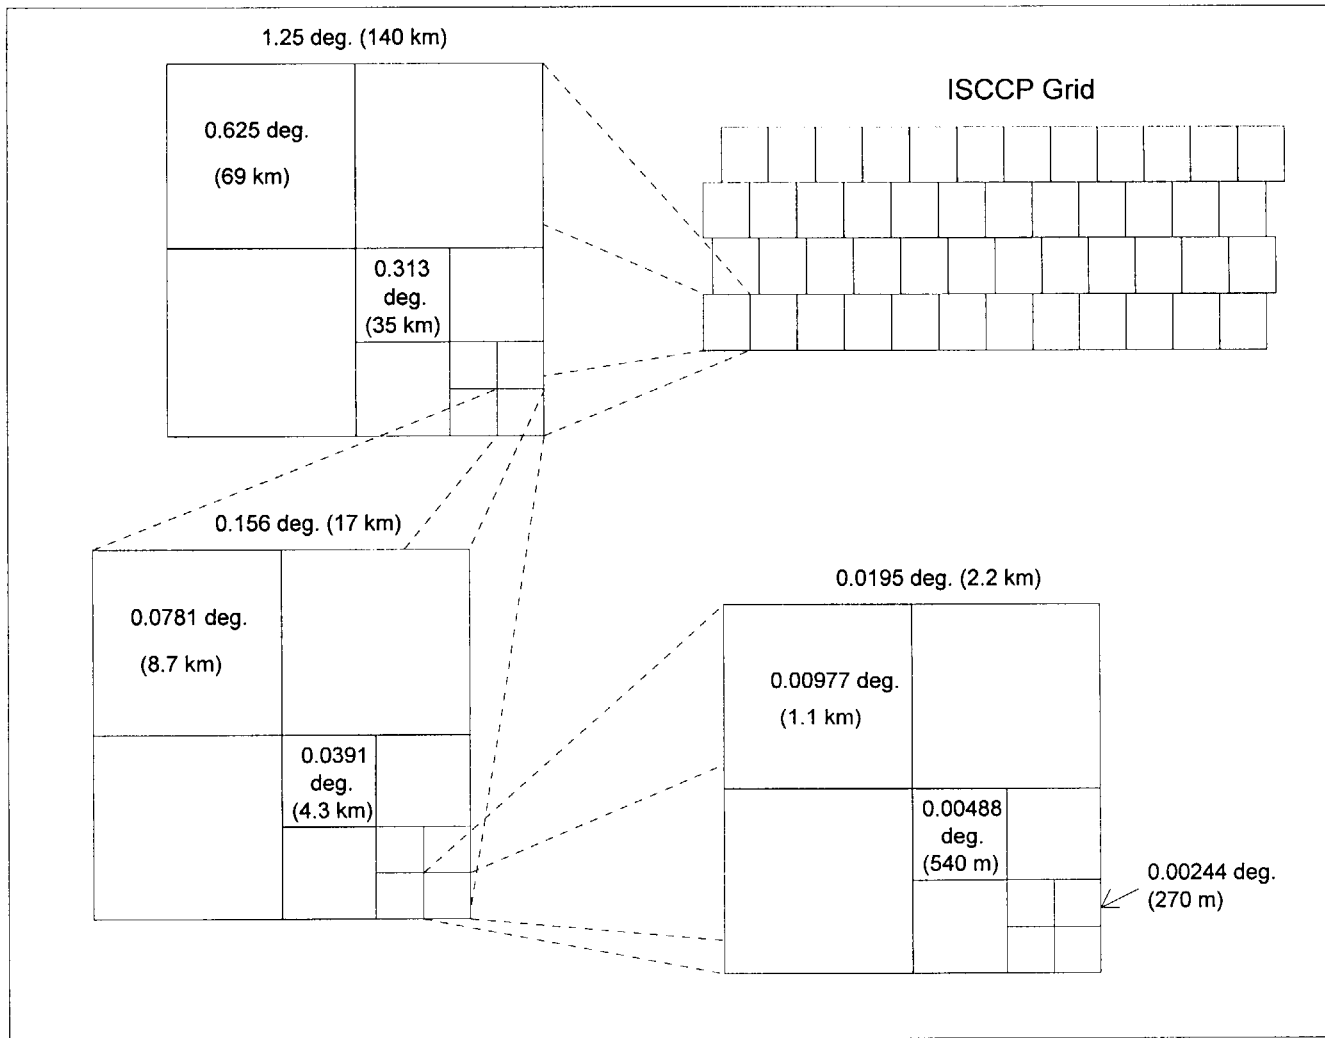 1.25 deg. (140 km)
ISCCP Grid
0.625 deg.
(69 km)
0.313
deg.
(35 km)
0.156 deg. (17 km)
0.0781 deg.
(8.7 km)
0.0391
deg.
(4.3 km)
0.0195 deg. (2.2 km)
0.00977 deg.
(1.1 km)
0.00488
deg.
(540 m)
0.00244 deg.
(270 m)